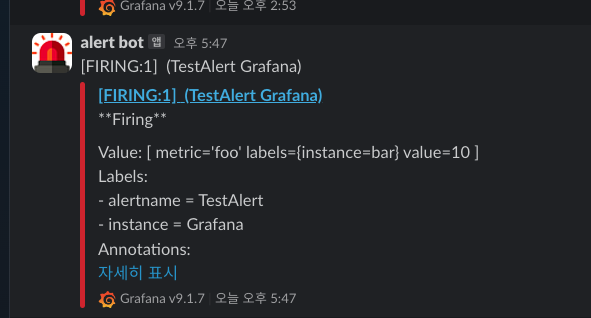 Grafana v9.1.7 | 오늘 오후 2:53
alert bot 앱 오후 5:47
[FIRING:1] (TestAlert Grafana)
[FIRING:1] (TestAlert Grafana)
**Firing**
Value: [ metric='foo' labels={instance=bar} value=10 ]
Labels:
- alertname = TestAlert
- instance = Grafana
Annotations:
자세히 표시
Grafana v9.1.7 | 오늘 오후 5:47